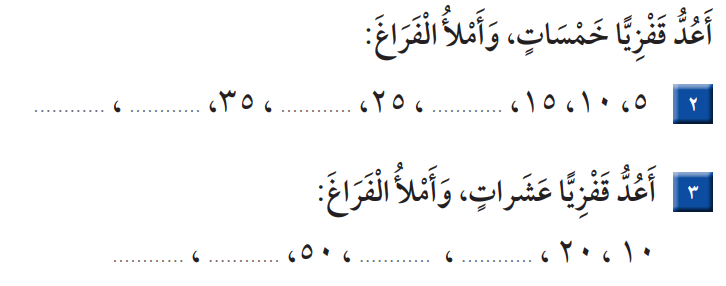 أَعُدُّ قَفْزِيًّا خَمْسَاتٍ، وَأَمْلأُ الْفَرَاغَ:
٢ ٥، ١٠، ١٥، ............ ، ٢٥، ............ ، ٣٥، ............ ، ............
٣ أَعُدُّ قَفْزِيًّا عَشَراتٍ، وَأَمْلأُ الْفَرَاغَ:
١٠ ، ٢٠ ، ............ ، ............ ، ٥٠، ............ ، ............